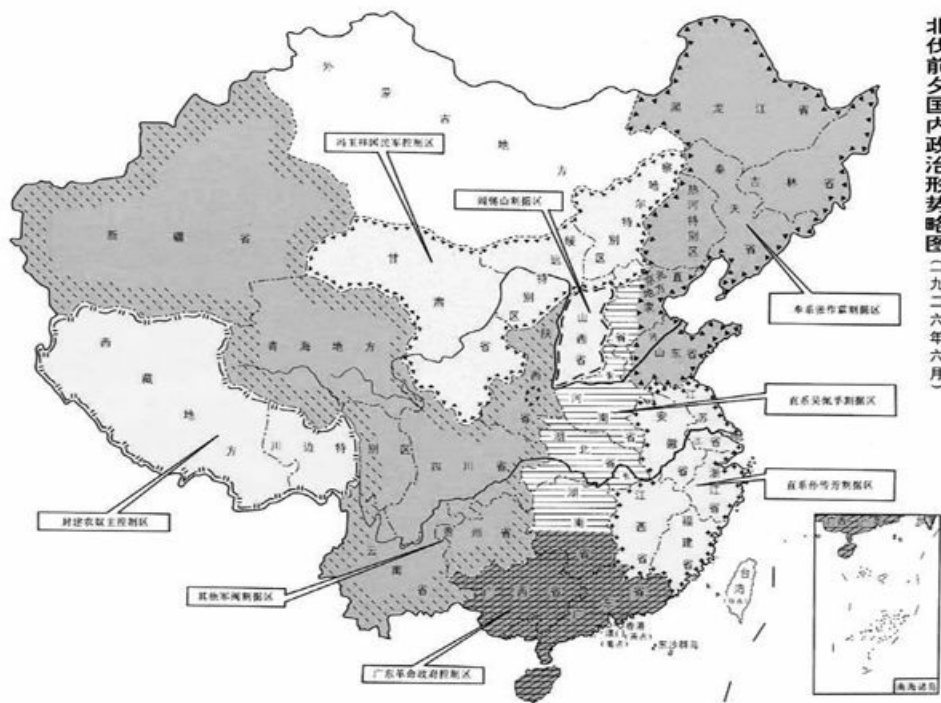 北伐前夕国内政治形势略图
（一九二六年六月）
外蒙古地方
黑龙江省
吉林省
奉天省
热河特别区
察哈尔特别区
绥远特别区
冯玉祥国民军控制区
阎锡山割据区
奉系张作霖割据区
新疆省
甘肃省
青海地方
陕西省
山西省
山东省
直系吴佩孚割据区
河南省
江苏省
安徽省
西藏地方
川边特别区
四川省
湖北省
浙江省
直系孙传芳割据区
封建农奴主控制区
湖南
江西省
福建省
贵州省
云南省
其他军阀割据区
广西省
台湾
香港
东沙群岛
广东革命政府控制区
南海诸岛